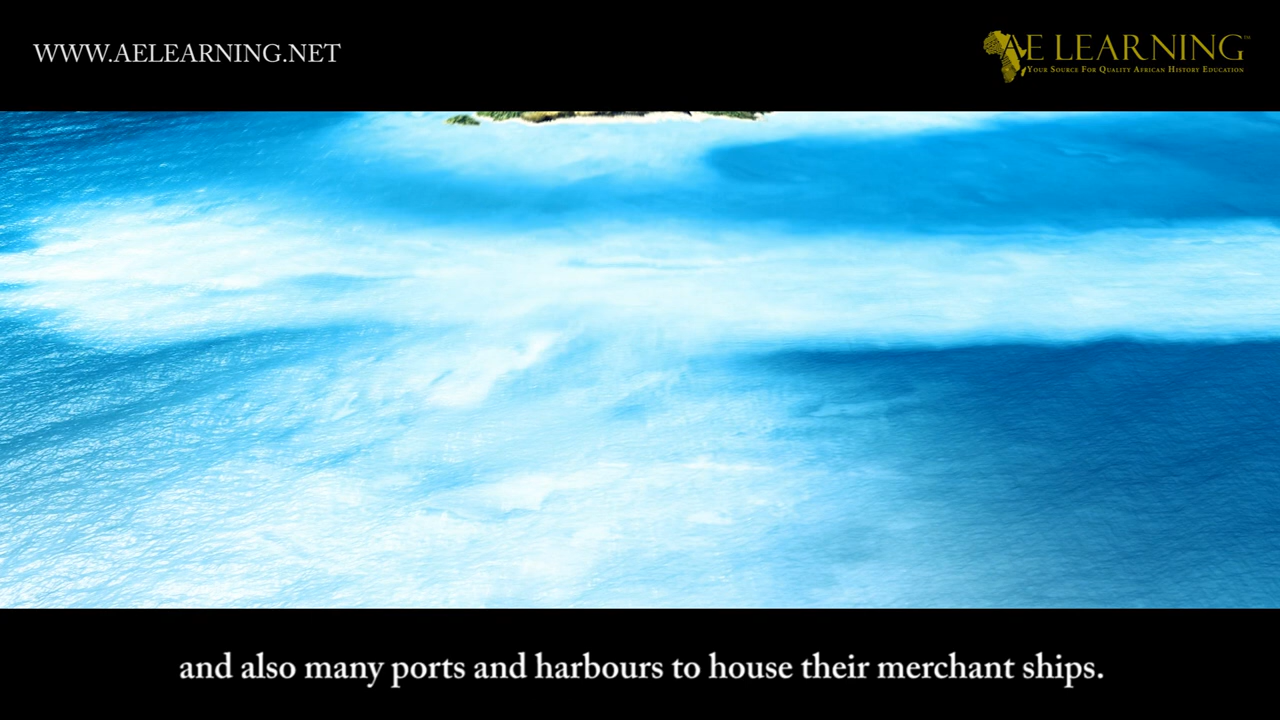 WWW.AELEARNING.NET
AE LEARNING™
YOUR SOURCE FOR QUALITY AFRICAN HISTORY EDUCATION
and also many ports and harbours to house their merchant ships.